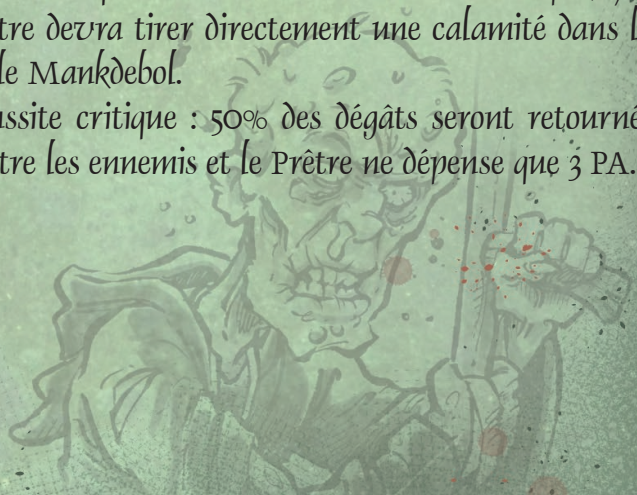 tre devra tirer directement une calamité dans l
le Mankdebol.
ussite critique : 50% des dégâts seront retourné
tre les ennemis et le Prêtre ne dépense que 3 PA.